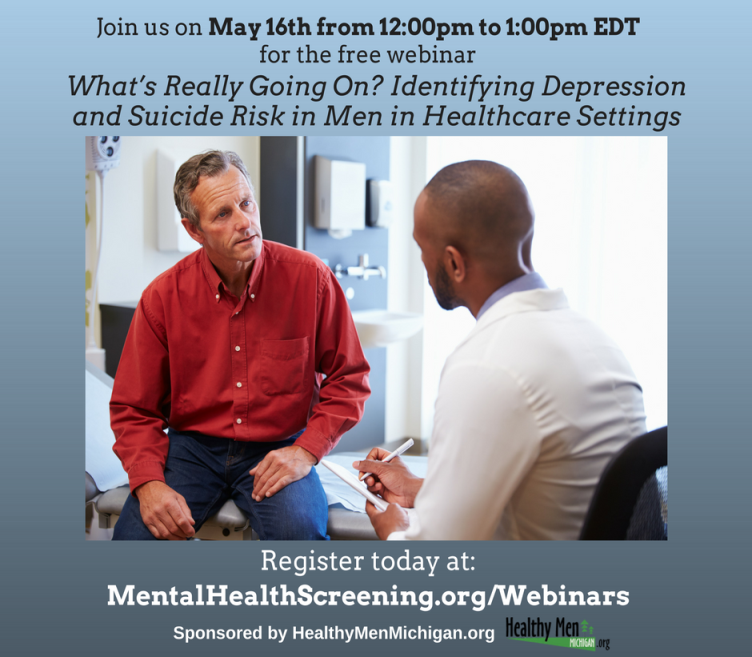 Join us on May 16th from 12:00pm to 1:00pm EDT
for the free webinar
What's Really Going On? Identifying Depression
and Suicide Risk in Men in Healthcare Settings
Register today at:
MentalHealthScreening.org/Webinars
Sponsored by HealthyMenMichigan.org
Healthy Men
MICHIGAN.org